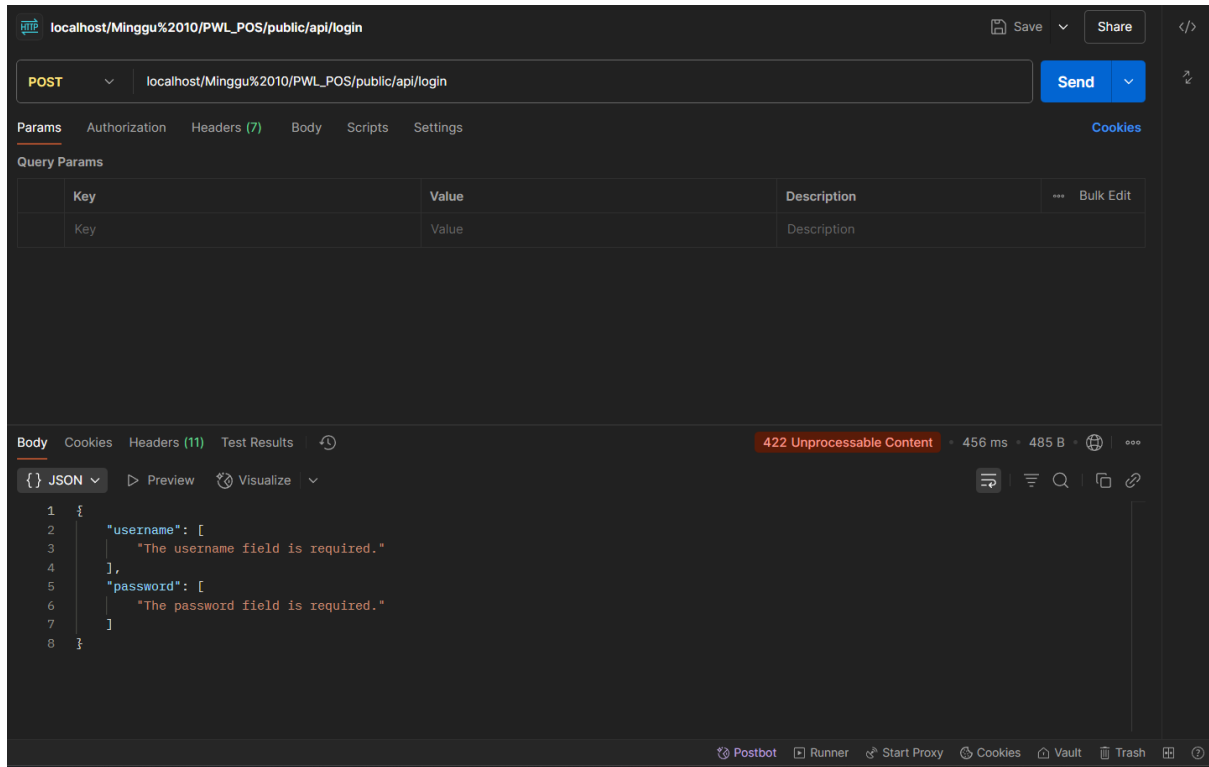 HTTP localhost/Minggu%2010/PWL_POS/public/api/login Save Share </>
POST localhost/Minggu%2010/PWL_POS/public/api/login Send
Params Authorization Headers (7) Body Scripts Settings Cookies
Query Params
Key Value Description ••• Bulk Edit
Key Value Description
Body Cookies Headers (11) Test Results 422 Unprocessable Content • 456 ms • 485 B • •••
{} JSON Preview Visualize
1 {
2 "username": [
3 "The username field is required."
4 ],
5 "password": [
6 "The password field is required."
7 ]
8 }
Postbot Runner Start Proxy Cookies Vault Trash